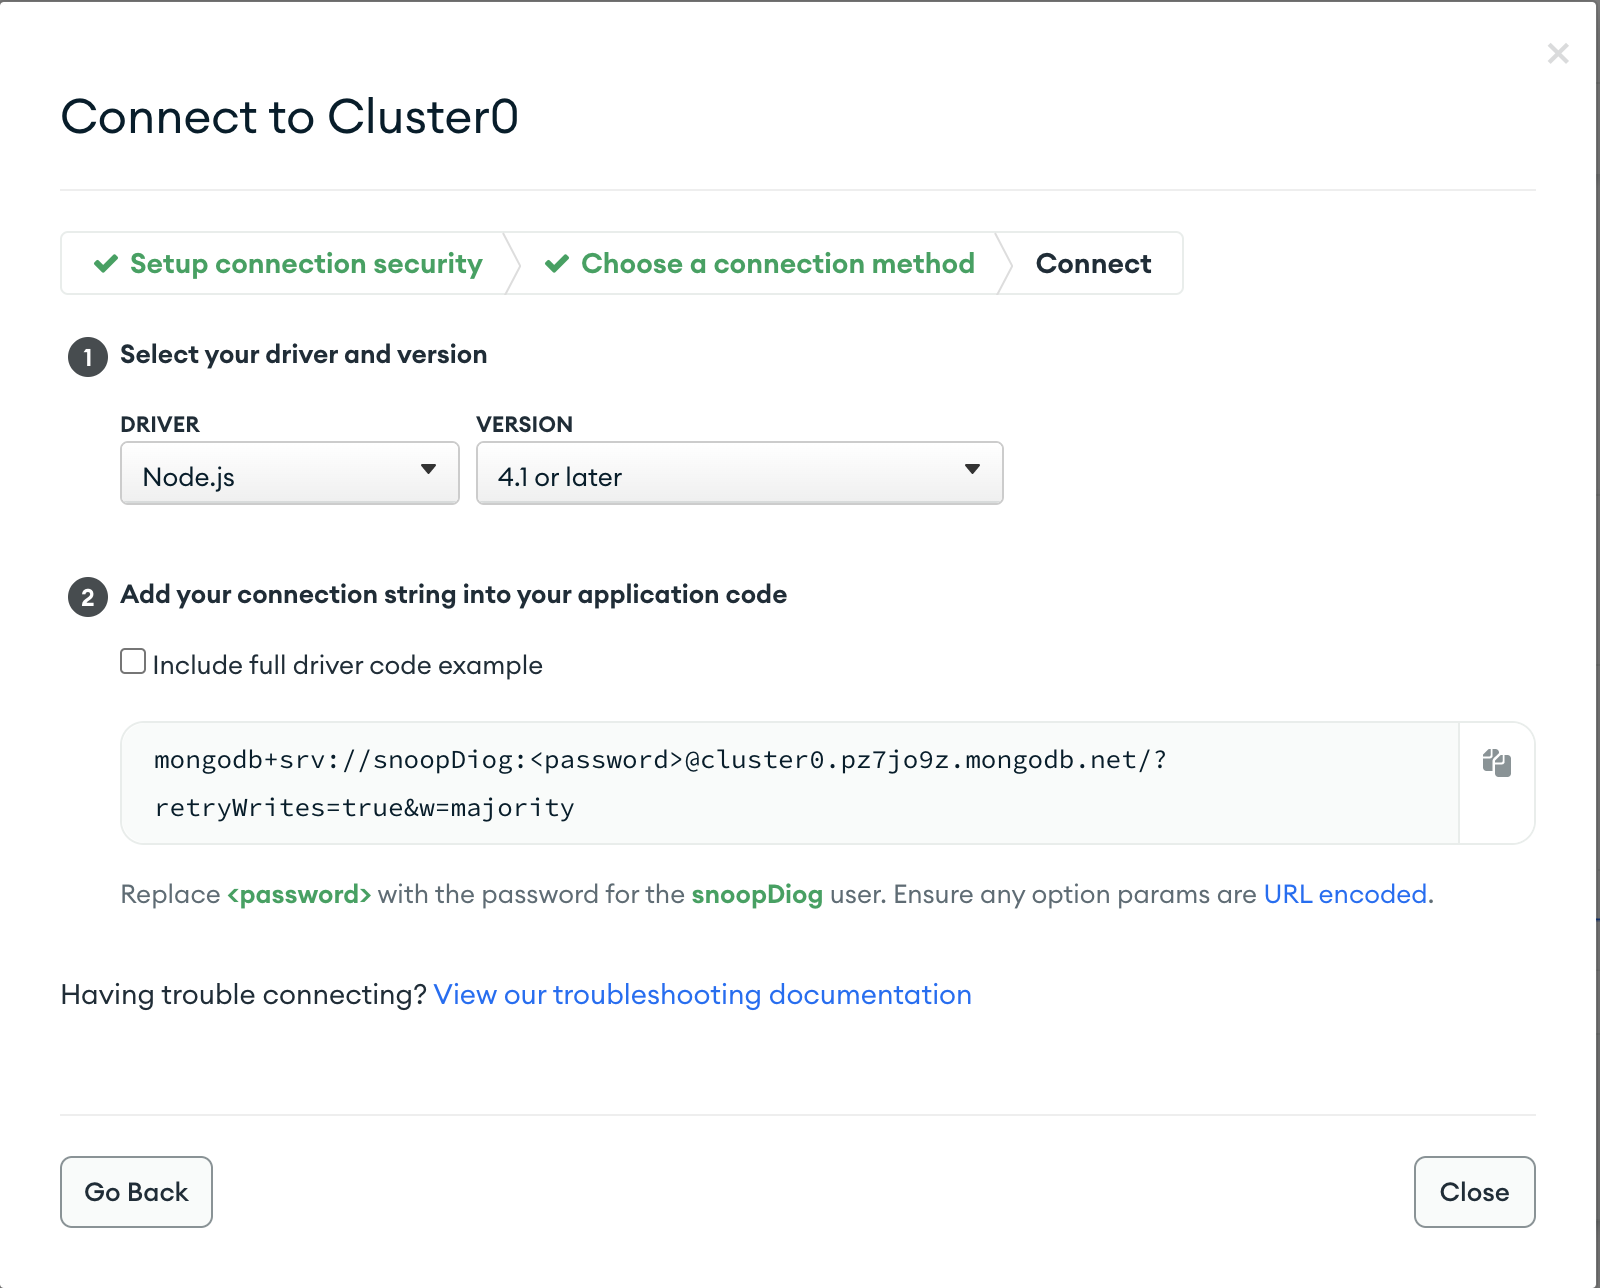 Connect to Cluster0
Setup connection security
Choose a connection method
Connect
1 Select your driver and version
DRIVER
VERSION
Node.js
4.1 or later
2 Add your connection string into your application code
Include full driver code example
mongodb+srv://snoopDiog:<password>@cluster0.pz7jo9z.mongodb.net/?
retryWrites=true&w=majority
Replace <password> with the password for the snoopDiog user. Ensure any option params are URL encoded.
Having trouble connecting? View our troubleshooting documentation
Go Back
Close